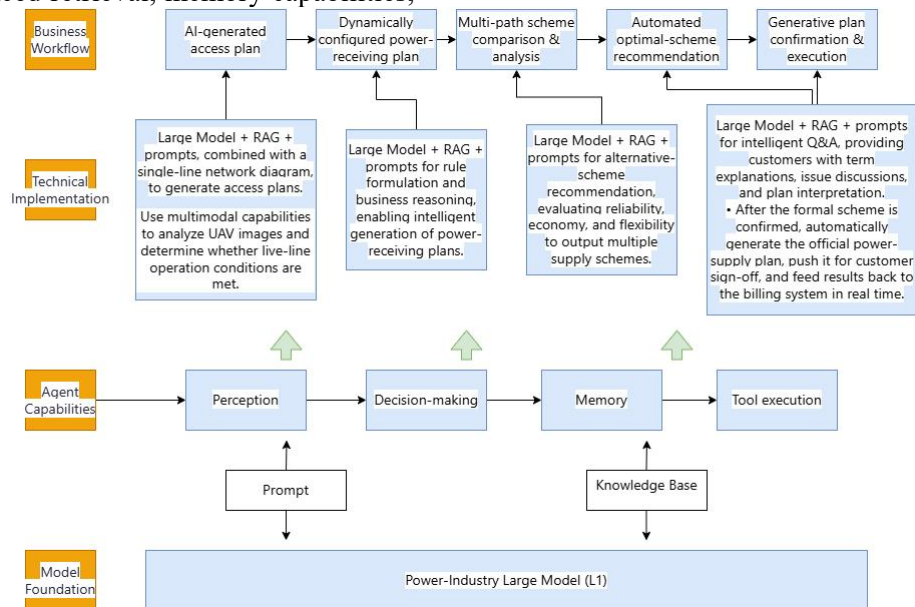 Business
Workflow
AI-generated
access plan
Dynamically
configured power-
receiving plan
Multi-path scheme
comparison &
analysis
Automated
optimal-scheme
recommendation
Generative plan
confirmation &
execution
Technical
Implementation
Large Model + RAG +
prompts, combined with a
single-line network diagram,
to generate access plans.
Use multimodal capabilities
to analyze UAV images and
determine whether live-line
operation conditions are
met.
Large Model + RAG +
prompts for rule
formulation and
business reasoning,
enabling intelligent
generation of power-
receiving plans.
Large Model + RAG +
prompts for alternative-
scheme
recommendation,
evaluating reliability,
economy, and flexibility
to output multiple
supply schemes.
Large Model + RAG + prompts
for intelligent Q&A, providing
customers with term
explanations, issue discussions,
and plan interpretation.
• After the formal scheme is
confirmed, automatically
generate the official power-
supply plan, push it for customer
sign-off, and feed results back to
the billing system in real time.
Agent
Capabilities
Perception
Decision-making
Memory
Tool execution
Prompt
Knowledge Base
Model
Foundation
Power-Industry Large Model (L1)